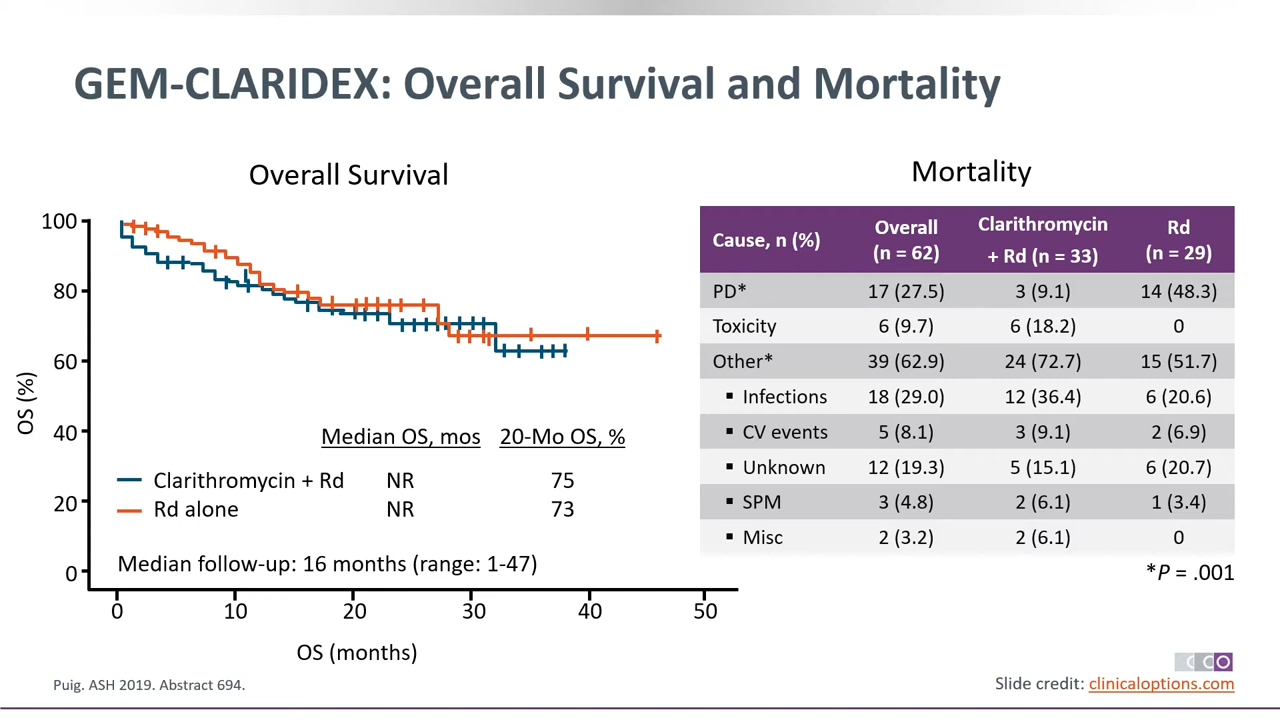 GEM-CLARIDEX: Overall Survival and Mortality
Overall Survival
100
80
60
40
20
0
OS (%)
Median OS, mos 20-Mo OS, %
Clarithromycin + Rd NR 75
Rd alone NR 73
Median follow-up: 16 months (range: 1-47)
0 10 20 30 40 50
OS (months)
Mortality
Cause, n (%) Overall (n = 62) Clarithromycin + Rd (n = 33) Rd (n = 29)
PD* 17 (27.5) 3 (9.1) 14 (48.3)
Toxicity 6 (9.7) 6 (18.2) 0
Other* 39 (62.9) 24 (72.7) 15 (51.7)
▪ Infections 18 (29.0) 12 (36.4) 6 (20.6)
▪ CV events 5 (8.1) 3 (9.1) 2 (6.9)
▪ Unknown 12 (19.3) 5 (15.1) 6 (20.7)
▪ SPM 3 (4.8) 2 (6.1) 1 (3.4)
▪ Misc 2 (3.2) 2 (6.1) 0
*P = .001
CCO
Puig. ASH 2019. Abstract 694.
Slide credit: clinicaloptions.com